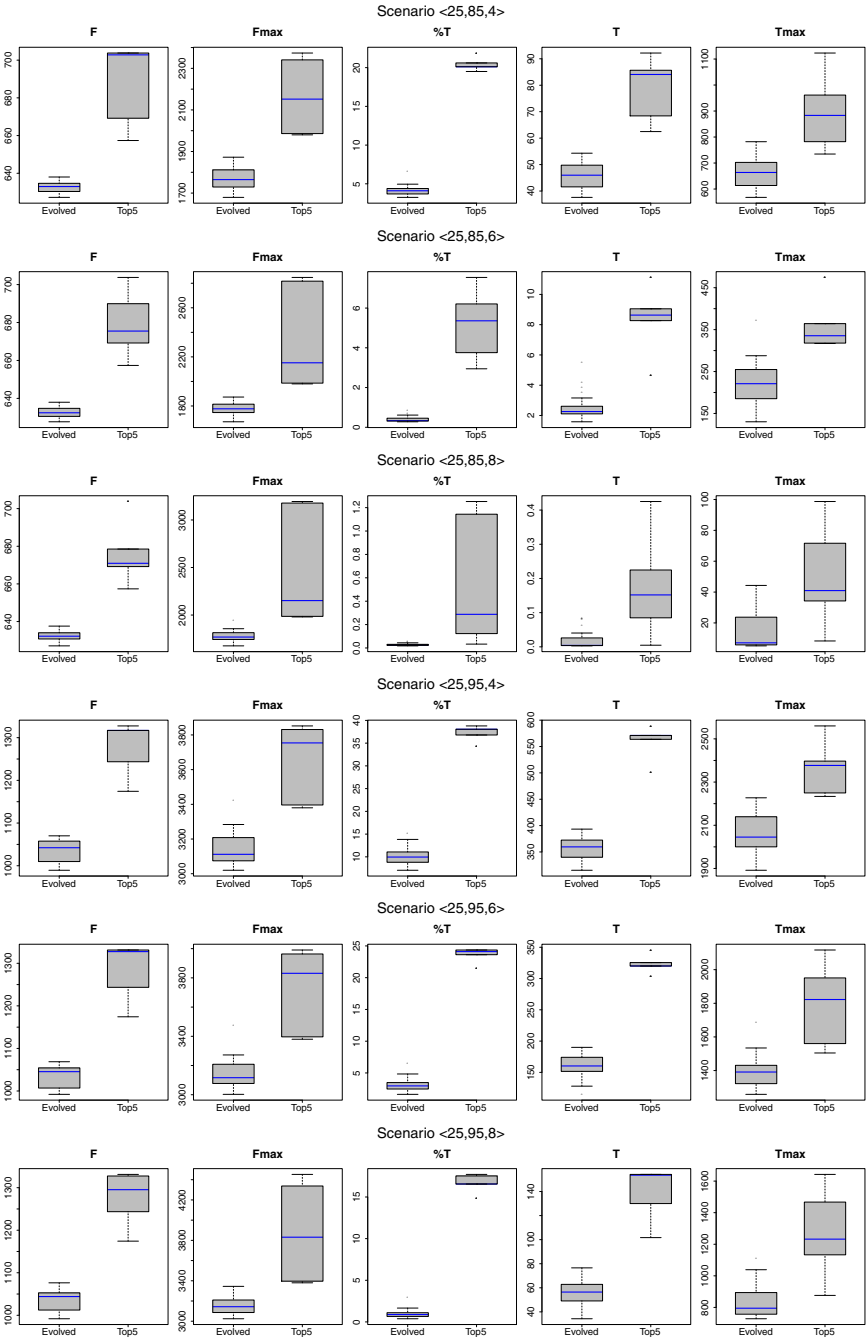 Scenario <25,85,4>
F
Fmax
%T
T
Tmax
640 660 680 700
1700 1900 2100 2300
5 10 15 20
40 50 60 70 80 90
600 700 800 900 1100
Evolved Top5 Evolved Top5 Evolved Top5 Evolved Top5 Evolved Top5
Scenario <25,85,6>
F
Fmax
%T
T
Tmax
640 660 680 700
1800 2200 2600
0 2 4 6
2 4 6 8 10
150 250 350 450
Evolved Top5 Evolved Top5 Evolved Top5 Evolved Top5 Evolved Top5
Scenario <25,85,8>
F
Fmax
%T
T
Tmax
640 660 680 700
2000 2500 3000
0.0 0.2 0.4 0.6 0.8 1.0 1.2
0.0 0.1 0.2 0.3 0.4
20 40 60 80 100
Evolved Top5 Evolved Top5 Evolved Top5 Evolved Top5 Evolved Top5
Scenario <25,95,4>
F
Fmax
%T
T
Tmax
1000 1100 1200 1300
3000 3200 3400 3600 3800
10 15 20 25 30 35 40
350 400 450 500 550 600
1900 2100 2300 2500
Evolved Top5 Evolved Top5 Evolved Top5 Evolved Top5 Evolved Top5
Scenario <25,95,6>
F
Fmax
%T
T
Tmax
1000 1100 1200 1300
3000 3400 3800
5 10 15 20 25
150 200 250 300 350
1400 1600 1800 2000
Evolved Top5 Evolved Top5 Evolved Top5 Evolved Top5 Evolved Top5
Scenario <25,95,8>
F
Fmax
%T
T
Tmax
1000 1100 1200 1300
3000 3400 3800 4200
0 5 10 15
40 60 80 100 140
800 1000 1200 1400 1600
Evolved Top5 Evolved Top5 Evolved Top5 Evolved Top5 Evolved Top5